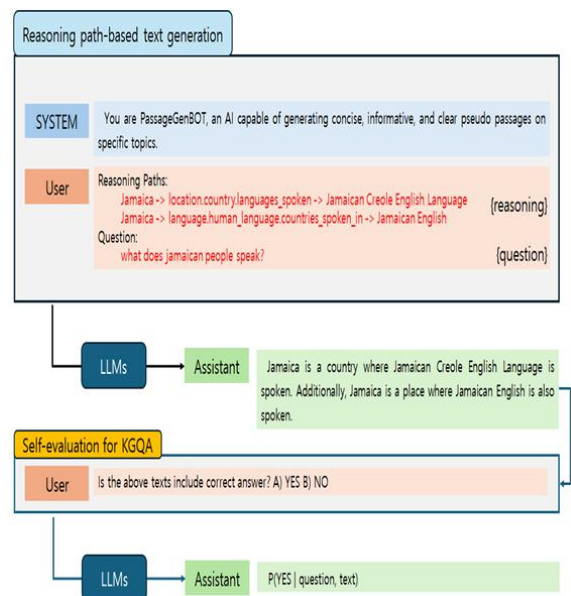 Reasoning path-based text generation
SYSTEM
You are PassageGenBOT, an AI capable of generating concise, informative, and clear pseudo passages on
specific topics.
User
Reasoning Paths:
Jamaica -> location.country.languages_spoken -> Jamaican Creole English Language
Jamaica -> language.human_language.countries_spoken_in -> Jamaican English
{reasoning}
Question:
what does jamaican people speak?
{question}
LLMs
Assistant
Jamaica is a country where Jamaican Creole English Language is
spoken. Additionally, Jamaica is a place where Jamaican English is also
spoken.
Self-evaluation for KGQA
User
Is the above texts include correct answer? A) YES B) NO
LLMs
Assistant
P(YES | question, text)